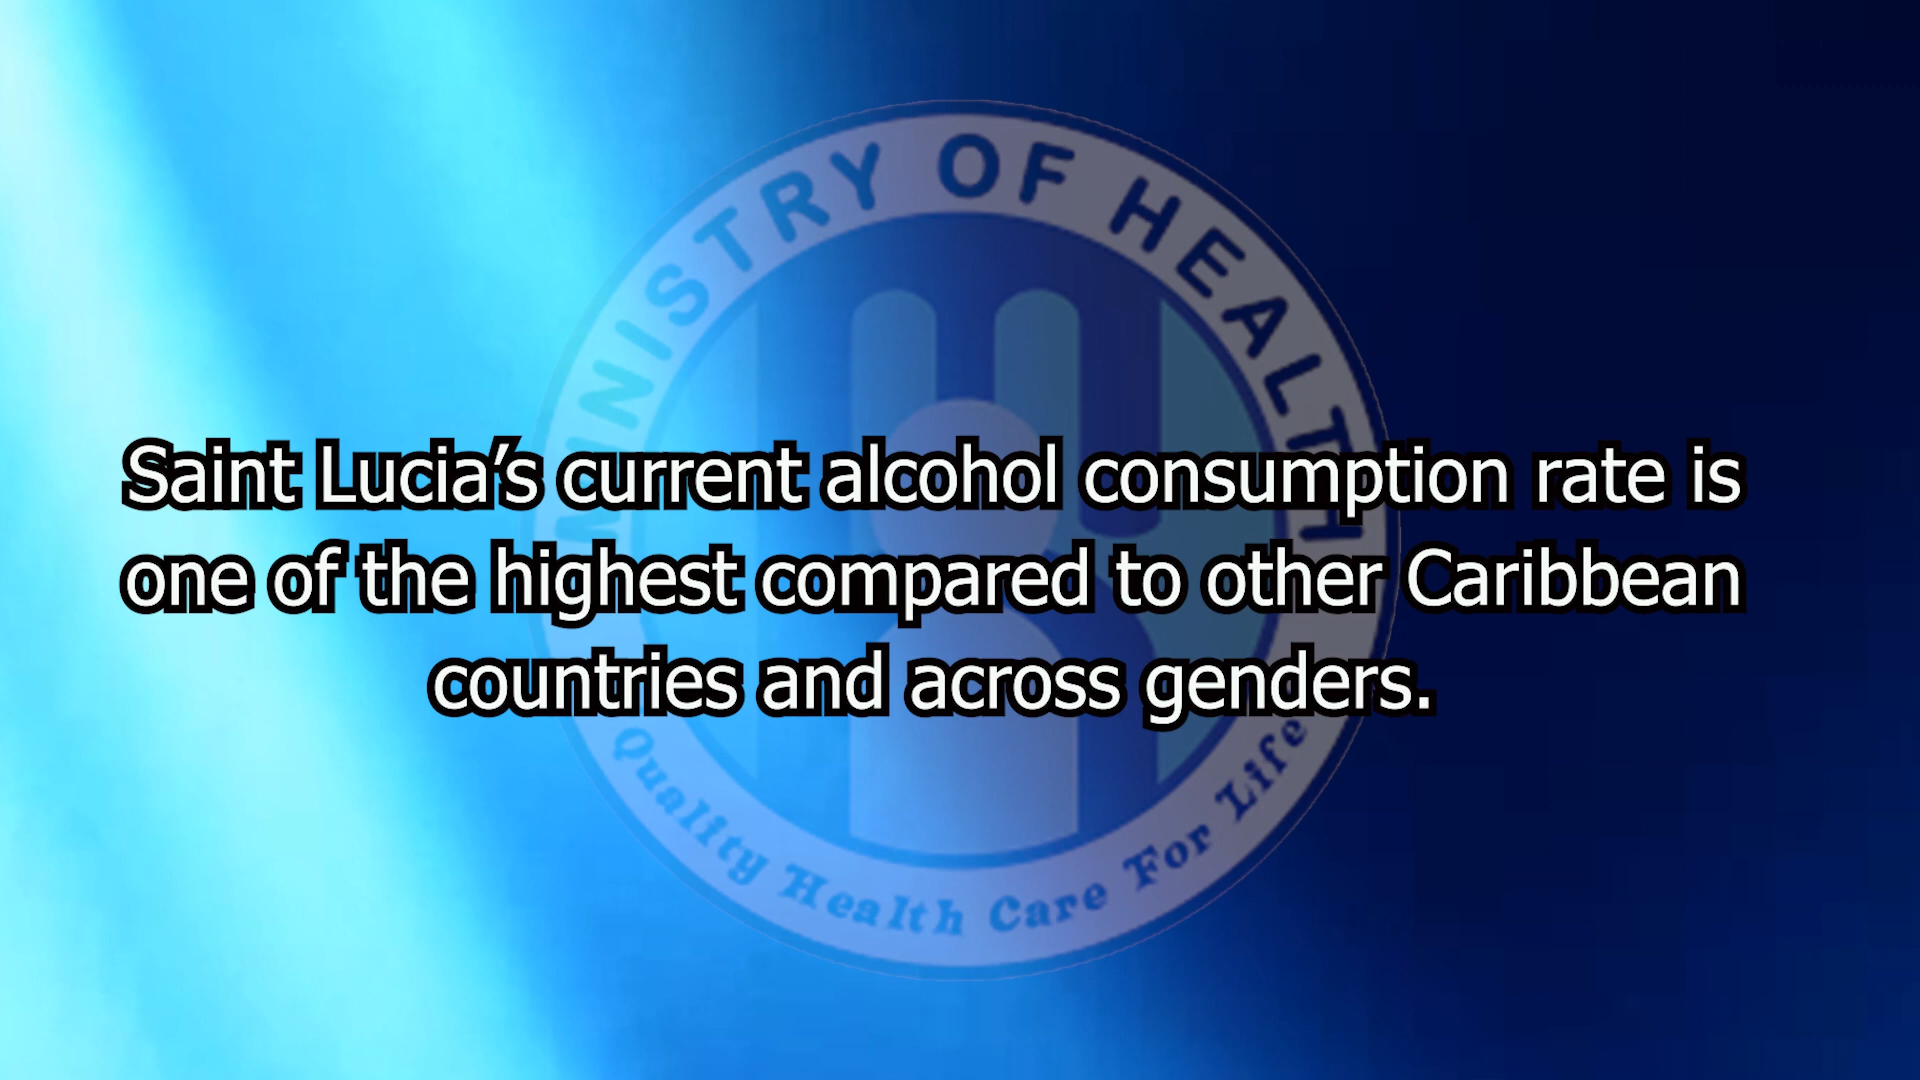 MINISTRY OF HEALTH
Saint Lucia’s current alcohol consumption rate is
one of the highest compared to other Caribbean
countries and across genders.
Quality Health Care For Life